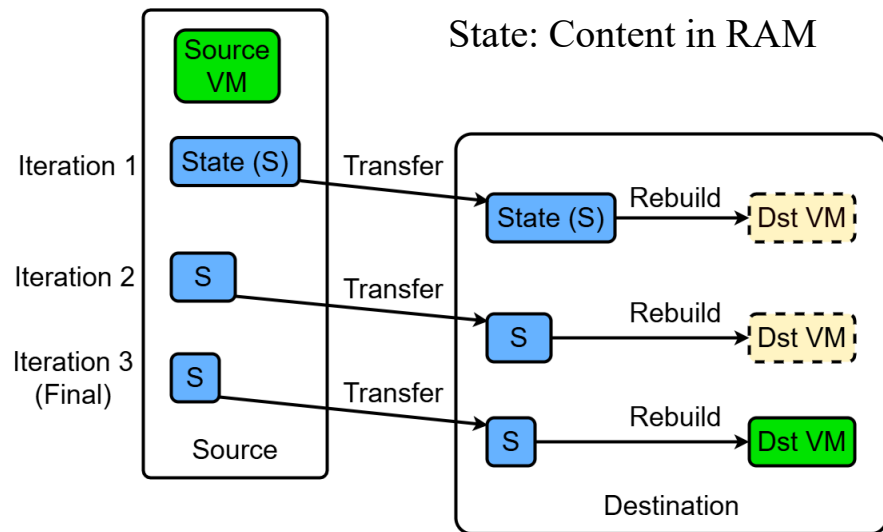 State: Content in RAM
Source
VM
Iteration 1
State (S)
Transfer
State (S)
Rebuild
Dst VM
Iteration 2
S
Transfer
S
Rebuild
Dst VM
Iteration 3
(Final)
S
Transfer
S
Rebuild
Dst VM
Source
Destination